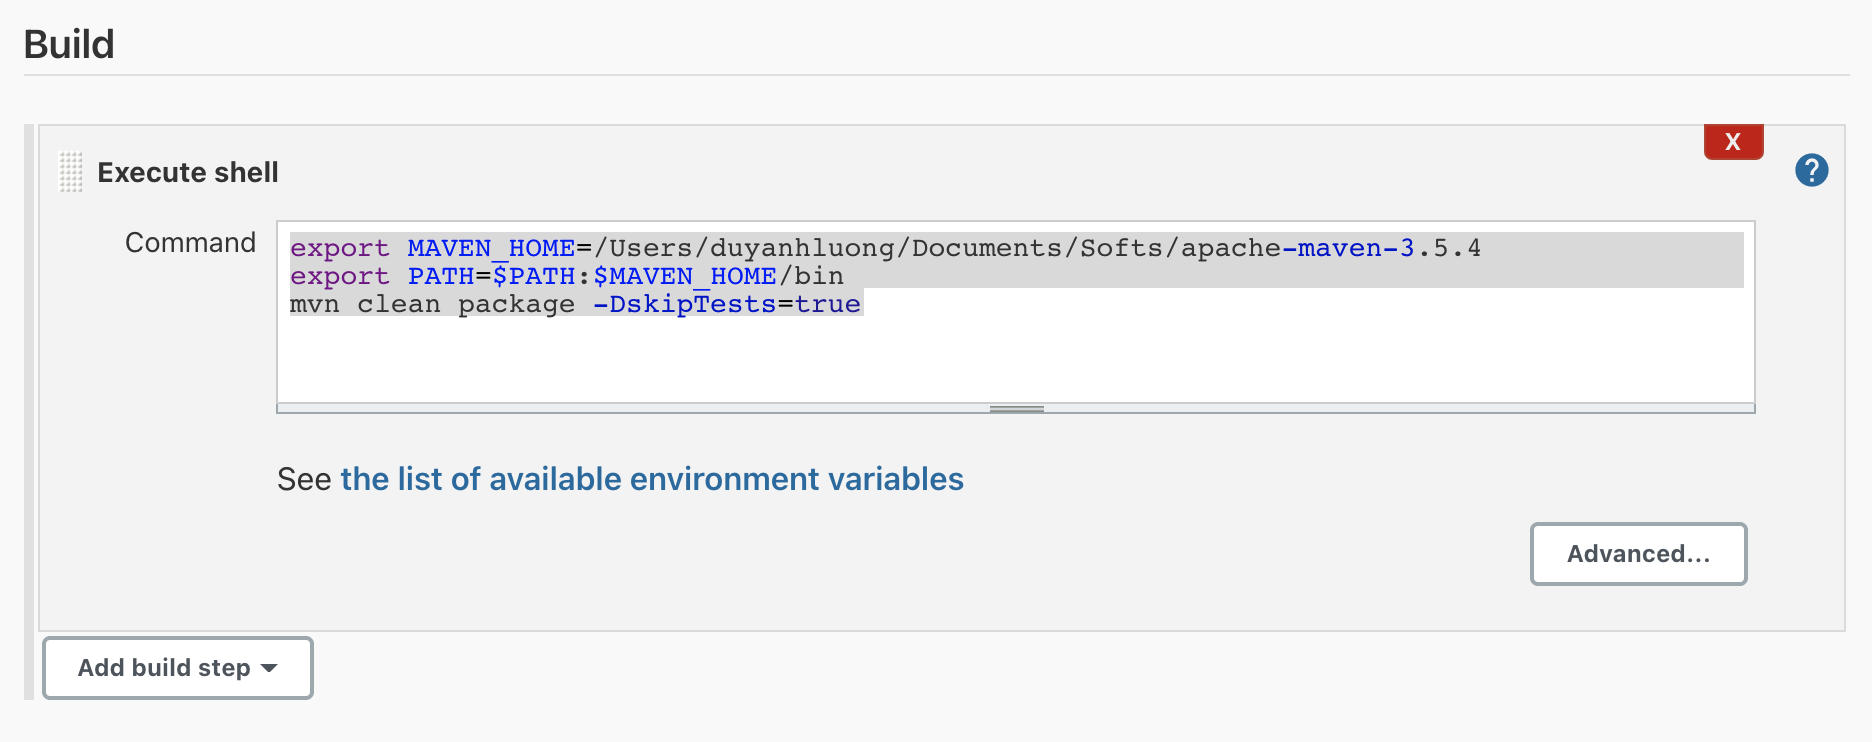 Build
X
?
Execute shell
Command
export MAVEN_HOME=/Users/duyanhluong/Documents/Softs/apache-maven-3.5.4
export PATH=$PATH:$MAVEN_HOME/bin
mvn clean package -DskipTests=true
See the list of available environment variables
Advanced...
Add build step